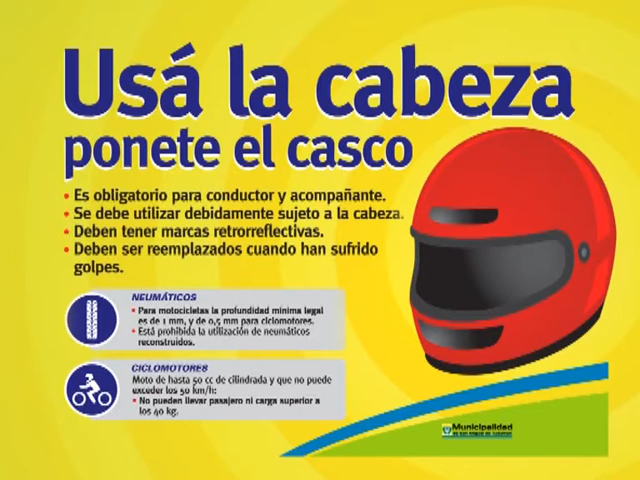 Usá la cabeza
ponete el casco
• Es obligatorio para conductor y acompañante.
• Se debe utilizar debidamente sujeto a la cabeza.
• Deben tener marcas retrorreflectivas.
• Deben ser reemplazados cuando han sufrido
golpes.
NEUMÁTICOS
• Para motocicletas la profundidad mínima legal
es de 1 mm, y de 0,5 mm para ciclomotores.
• Está prohibida la utilización de neumáticos
reconstruidos.
CICLOMOTORES
Moto de hasta 50 cc de cilindrada y que no puede
exceder los 50 km/h:
• No pueden llevar pasajero ni carga superior a
los 40 kg.
Municipalidad